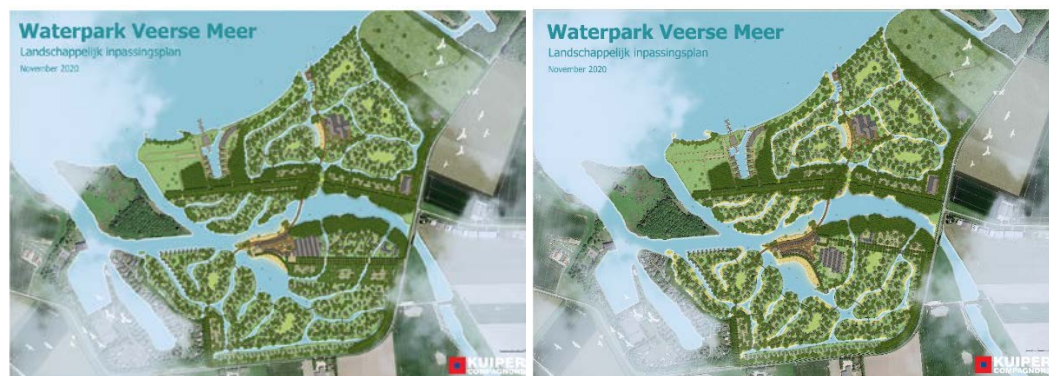 Waterpark Veerse Meer
Landschappelijk inpassingsplan
November 2020
KUIPER
COMPAGNONS
Waterpark Veerse Meer
Landschappelijk inpassingsplan
November 2020
KUIPER
COMPAGNONS